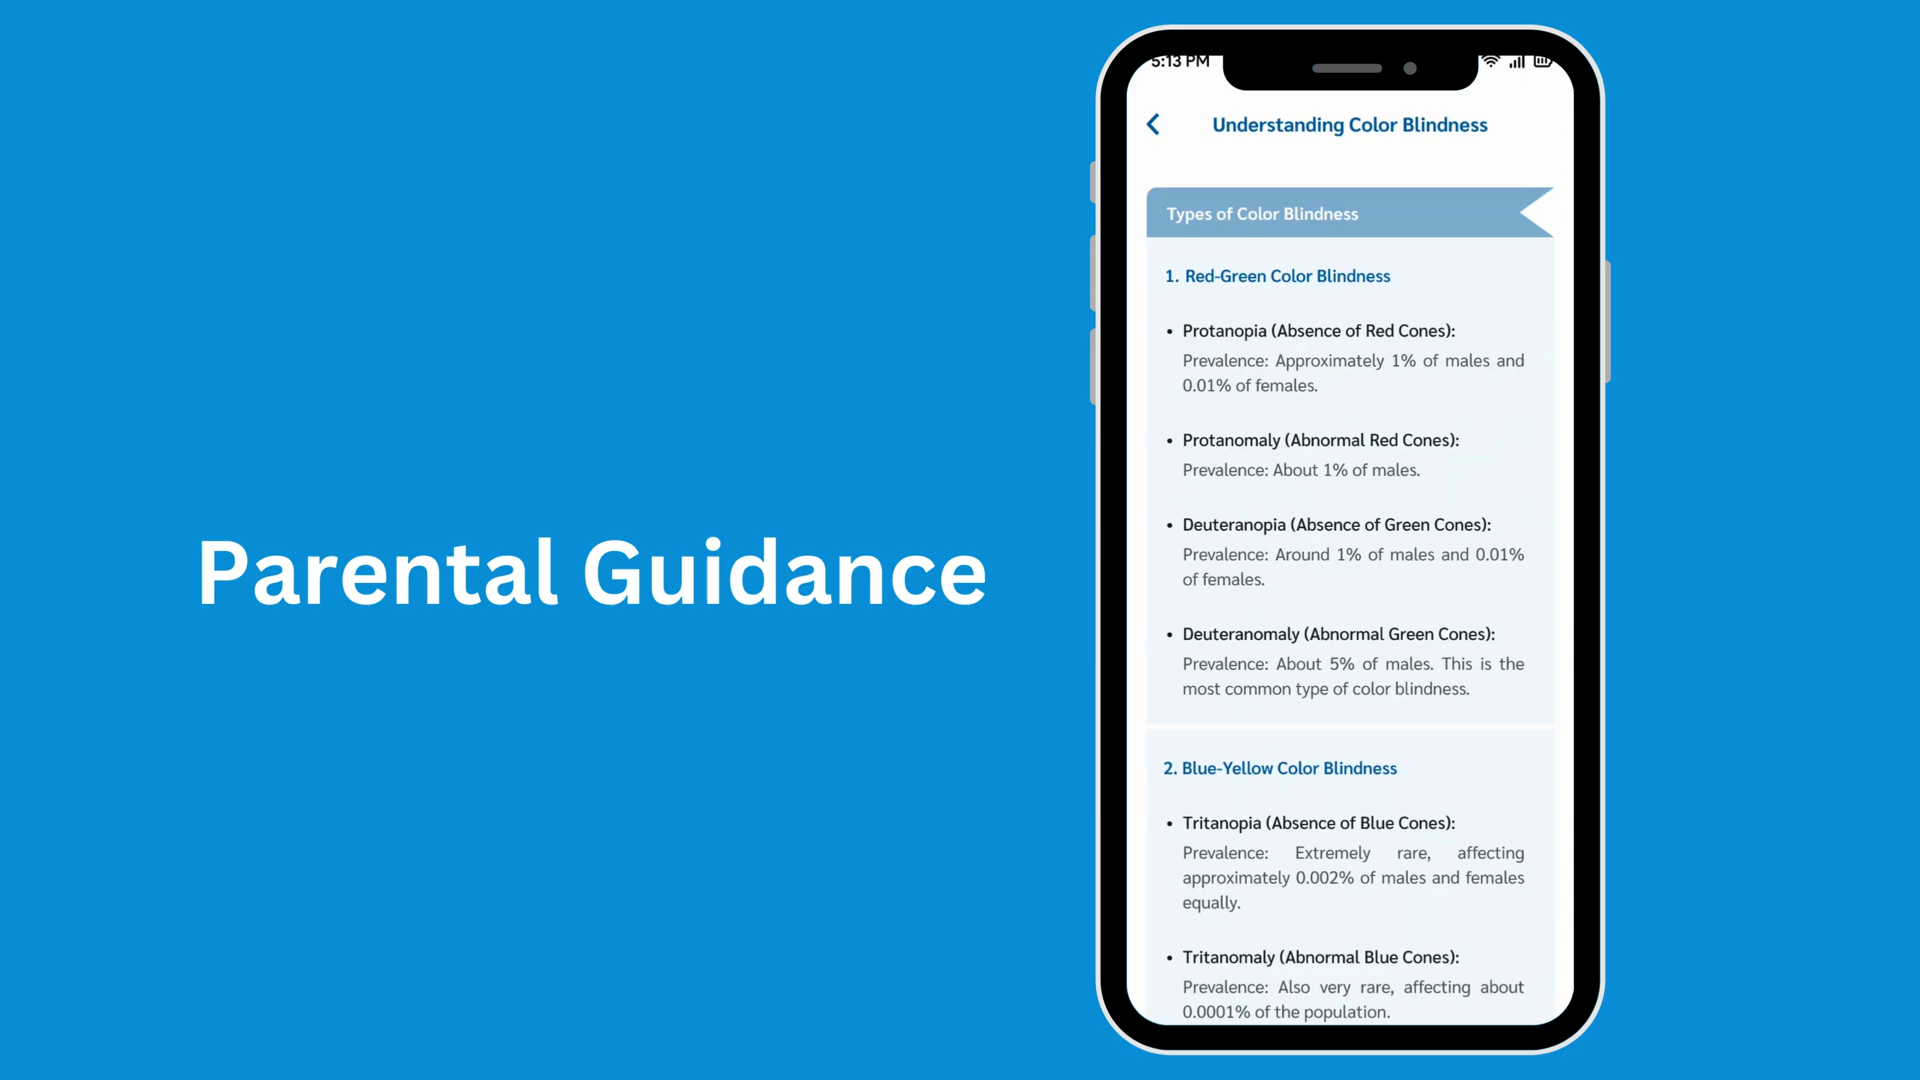 Parental Guidance
5:13 PM
Understanding Color Blindness
Types of Color Blindness
1. Red-Green Color Blindness
• Protanopia (Absence of Red Cones):
Prevalence: Approximately 1% of males and
0.01% of females.
• Protanomaly (Abnormal Red Cones):
Prevalence: About 1% of males.
• Deuteranopia (Absence of Green Cones):
Prevalence: Around 1% of males and 0.01%
of females.
• Deuteranomaly (Abnormal Green Cones):
Prevalence: About 5% of males. This is the
most common type of color blindness.
2. Blue-Yellow Color Blindness
• Tritanopia (Absence of Blue Cones):
Prevalence: Extremely rare, affecting
approximately 0.002% of males and females
equally.
• Tritanomaly (Abnormal Blue Cones):
Prevalence: Also very rare, affecting about
0.0001% of the population.